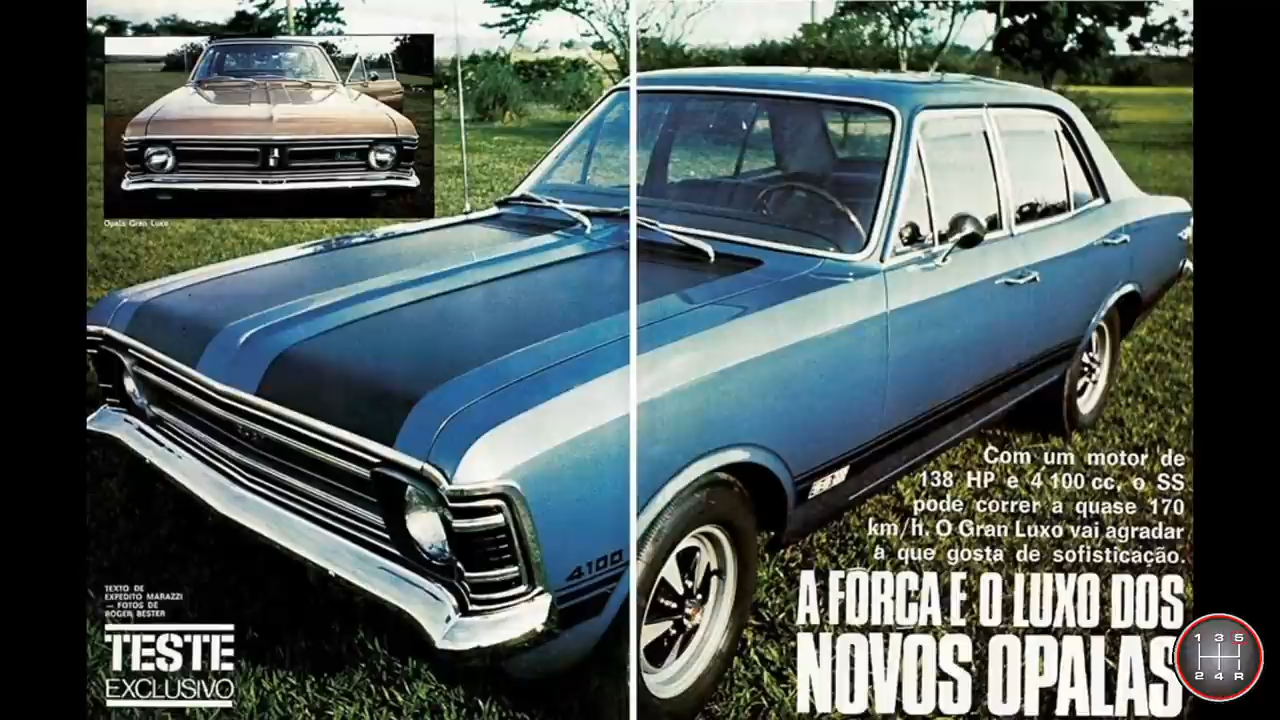 Opala Gran Luxo
4100
Com um motor de
138 HP e 4 100 cc, o SS
pode correr a quase 170
km/h. O Gran Luxo vai agradar
a que gosta de sofisticação.
A FÔRÇA E O LUXO DOS
NOVOS OPALAS
TEXTO DE
EXPEDITO MARAZZI
— FOTOS DE
ROGER BESTER
TESTE
EXCLUSIVO
1 3 5
2 4 R